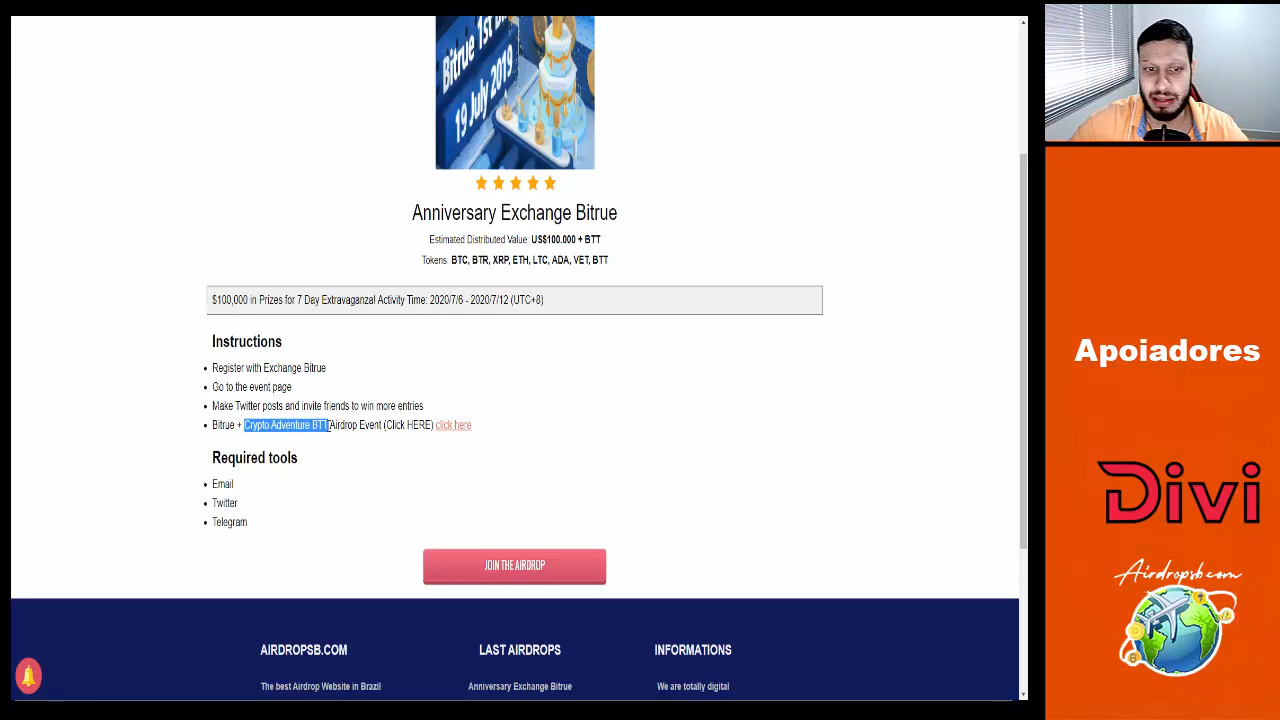 Bitrue 1st Bi
19 July 2019
Anniversary Exchange Bitrue
Estimated Distributed Value: US$100.000 + BTT
Tokens: BTC, BTR, XRP, ETH, LTC, ADA, VET, BTT
$100,000 in Prizes for 7 Day Extravaganza! Activity Time: 2020/7/6 - 2020/7/12 (UTC+8)
Instructions
Register with Exchange Bitrue
Go to the event page
Make Twitter posts and invite friends to win more entries
Bitrue + Crypto Adventure BTT Airdrop Event (Click HERE) click here
Required tools
Email
Twitter
Telegram
JOIN THE AIRDROP
AIRDROPSB.COM
The best Airdrop Website in Brazil
LAST AIRDROPS
Anniversary Exchange Bitrue
INFORMATIONS
We are totally digital
Apoiadores
Divi
Airdropsb.com